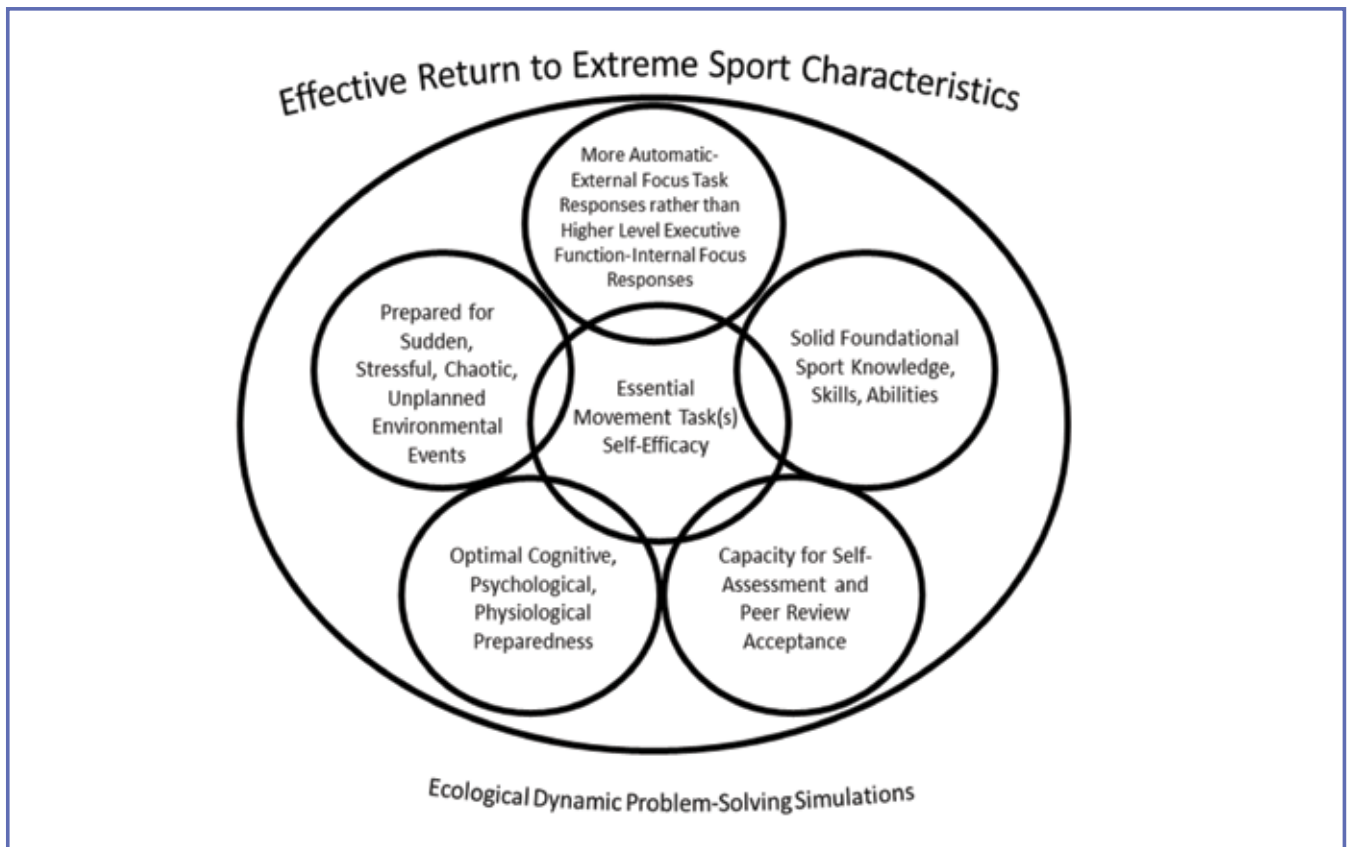 Effective Return to Extreme Sport Characteristics
More Automatic-
External Focus Task
Responses rather than
Higher Level Executive
Function-Internal Focus
Responses
Prepared for
Sudden,
Stressful, Chaotic,
Unplanned
Environmental
Events
Essential
Movement Task(s)
Self-Efficacy
Solid Foundational
Sport Knowledge,
Skills, Abilities
Optimal Cognitive,
Psychological,
Physiological
Preparedness
Capacity for Self-
Assessment and
Peer Review
Acceptance
Ecological Dynamic Problem-Solving Simulations